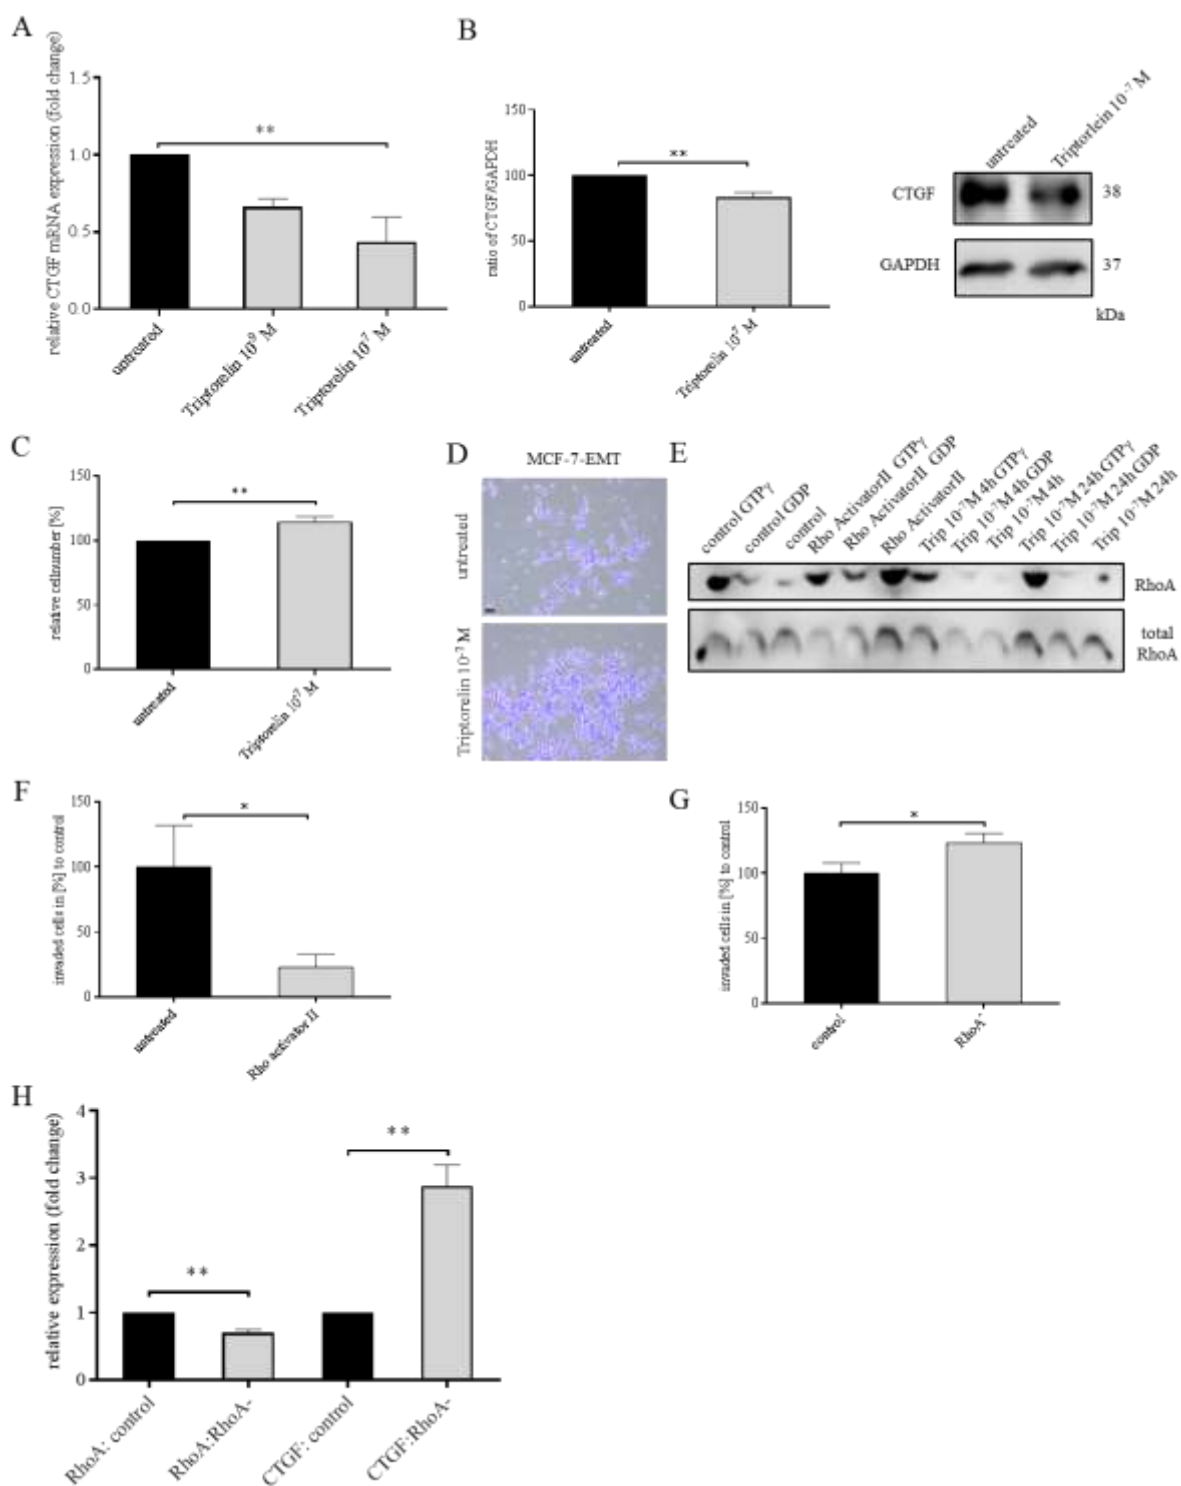 A
relative CTGF mRNA expression (fold change)
1.5
1.0
0.5
0.0
**
untreated
Triptorelin 10⁻⁹ M
Triptorelin 10⁻⁷ M
B
ratio of CTGF/GAPDH
150
100
50
0
**
untreated
Triptorelin 10⁻⁷ M
untreated
Triptorlein 10⁻⁷ M
CTGF
38
GAPDH
37
kDa
C
relative cellnumber [%]
150
100
50
0
**
untreated
Triptorelin 10⁻⁷ M
D
MCF-7-EMT
untreated
Triptorelin 10⁻⁷ M
E
control GTPγ
control GDP
control
Rho ActivatorII GTPγ
Rho ActivatorII GDP
Rho ActivatorII
Trip 10⁻⁷M 4h GTPγ
Trip 10⁻⁷M 4h GDP
Trip 10⁻⁷M 4h
Trip 10⁻⁷M 24h GTPγ
Trip 10⁻⁷M 24h GDP
Trip 10⁻⁷M 24h
RhoA
total
RhoA
F
invaded cells in [%] to control
150
100
50
0
*
untreated
Rho activator II
G
invaded cells in [%] to control
150
100
50
0
*
control
RhoA⁻
H
relative expression (fold change)
4
3
2
1
0
**
**
RhoA: control
RhoA:RhoA-
CTGF: control
CTGF:RhoA-